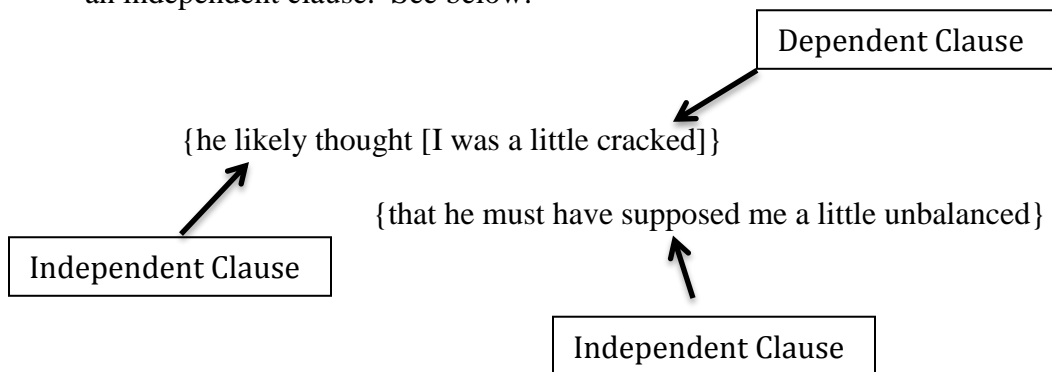 an independent clause.  See below:
Dependent Clause
{he likely thought [I was a little cracked]}
{that he must have supposed me a little unbalanced}
Independent Clause
Independent Clause